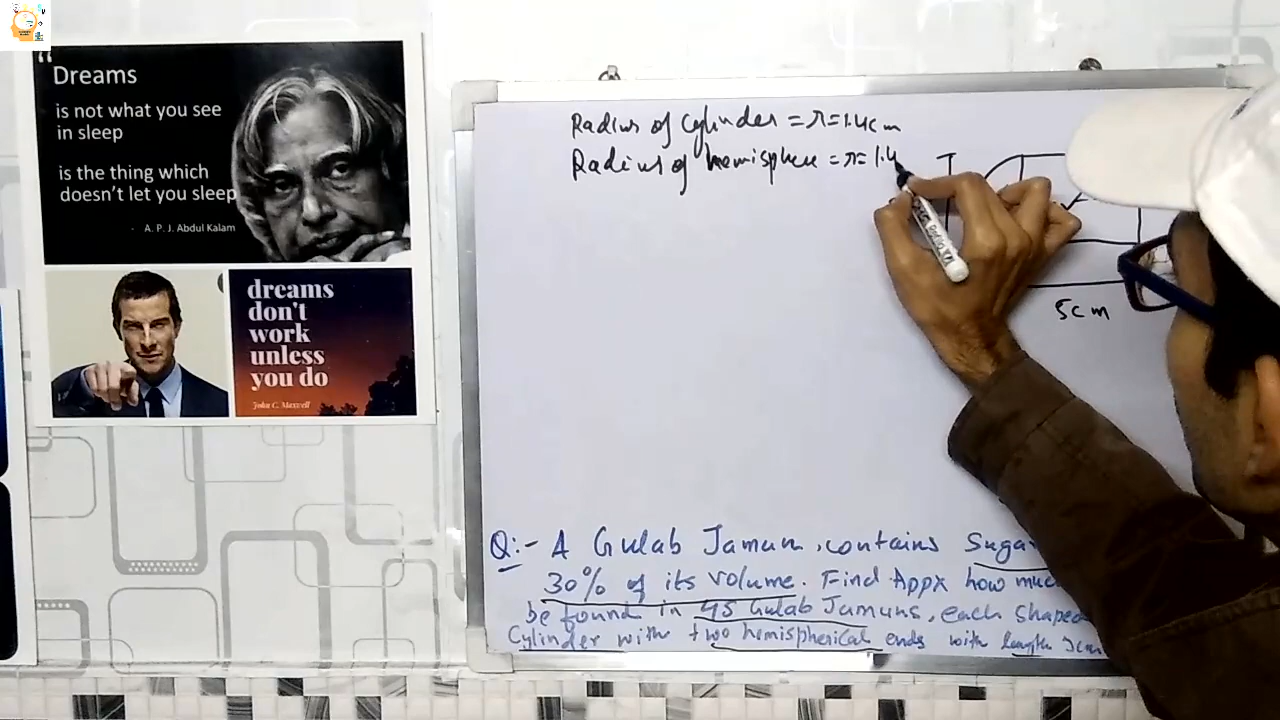 “
Dreams
is not what you see
in sleep
is the thing which
doesn't let you sleep
- A. P. J. Abdul Kalam
dreams
don't
work
unless
you do
John C. Maxwell
Radius of cylinder = r = 1.4cm
Radius of hemisphere = r = 1.4
5cm
Q:- A Gulab Jamun, contains Sugar
30% of its volume. Find Appx how muc
be found in 45 Gulab Jamuns, each shaped
Cylinder with two hemispherical ends with length 5cm